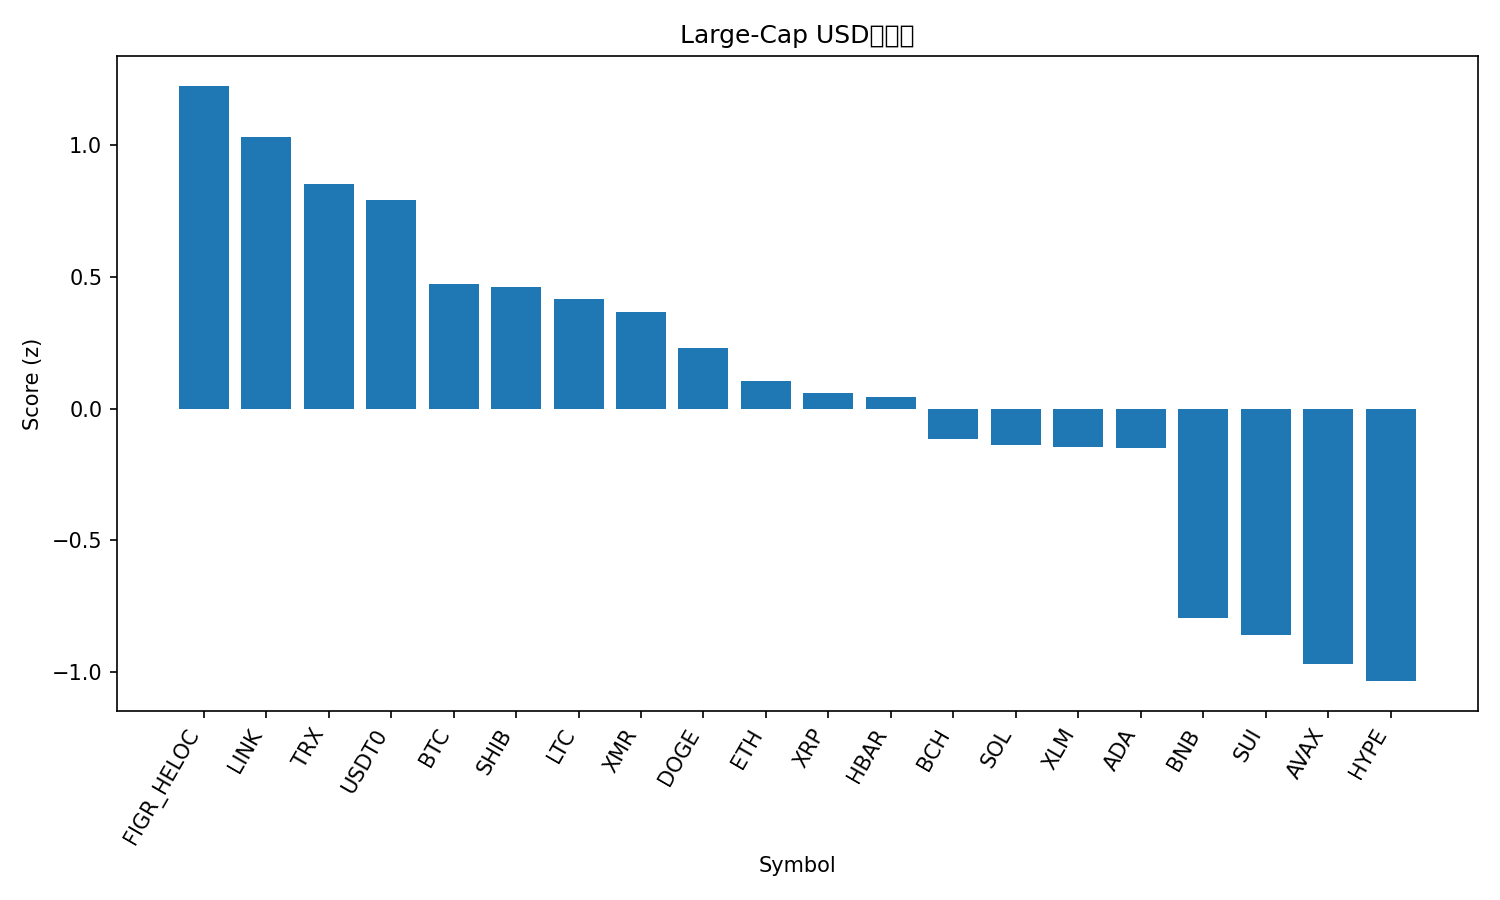 Large-Cap USD
1.0
0.5
0.0
−0.5
−1.0
Score (z)
FIGR_HELOC
LINK
TRX
USDT0
BTC
SHIB
LTC
XMR
DOGE
ETH
XRP
HBAR
BCH
SOL
XLM
ADA
BNB
SUI
AVAX
HYPE
Symbol